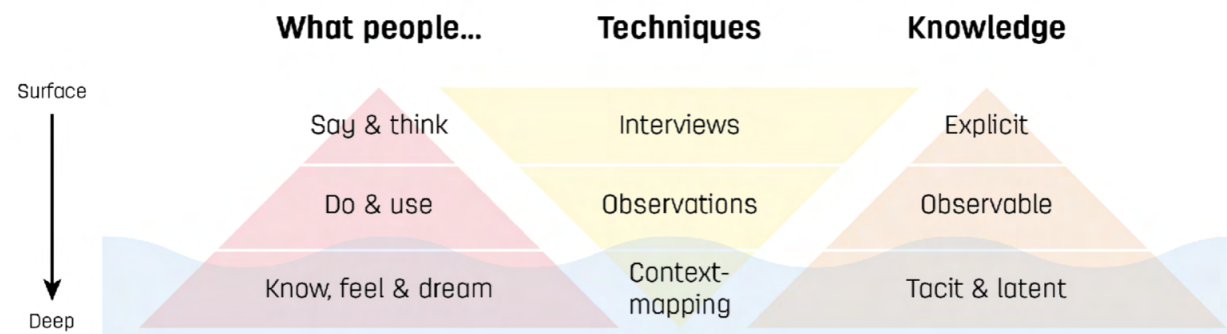 What people... Techniques Knowledge
Surface
Say & think Interviews Explicit
Do & use Observations Observable
Know, feel & dream Context-
mapping Tacit & latent
Deep